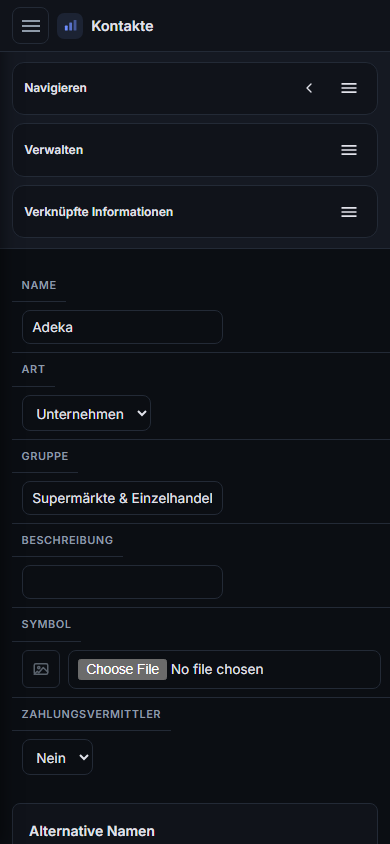 Kontakte
Navigieren
Verwalten
Verknüpfte Informationen
NAME
Adeka
ART
Unternehmen
GRUPPE
Supermärkte & Einzelhandel
BESCHREIBUNG
SYMBOL
Choose File No file chosen
ZAHLUNGSVERMITTLER
Nein
Alternative Namen